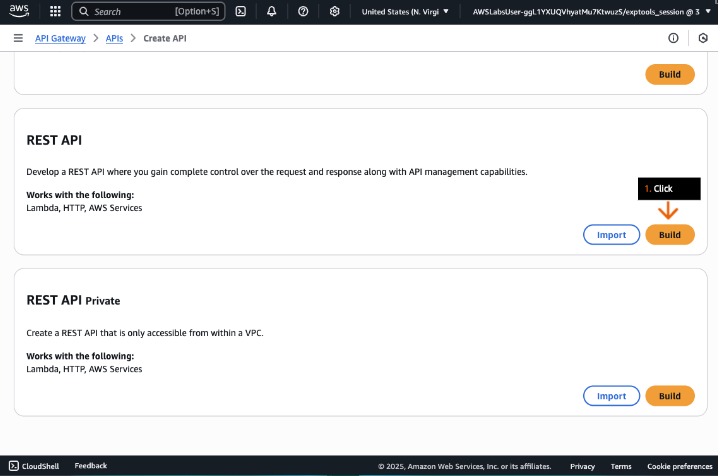 aws
Search [Option+S]
United States (N. Virgi
AWSLabsUser-ggL1YXUQVhyatMu7KtwuzS/exptools_session @ 3
API Gateway > APIs > Create API
Build
REST API
Develop a REST API where you gain complete control over the request and response along with API management capabilities.
Works with the following:
Lambda, HTTP, AWS Services
1. Click
Import
Build
REST API Private
Create a REST API that is only accessible from within a VPC.
Works with the following:
Lambda, HTTP, AWS Services
Import
Build
CloudShell Feedback © 2025, Amazon Web Services, Inc. or its affiliates. Privacy Terms Cookie preferences